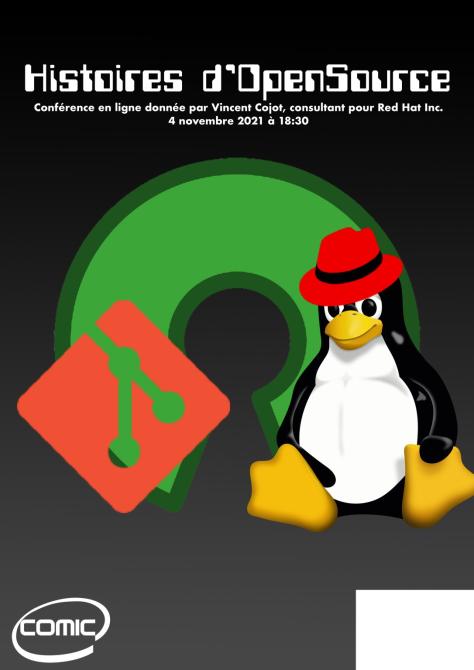 Histoires d'OpenSource
Conférence en ligne donnée par Vincent Cojot, consultant pour Red Hat Inc.
4 novembre 2021 à 18:30
COMIC